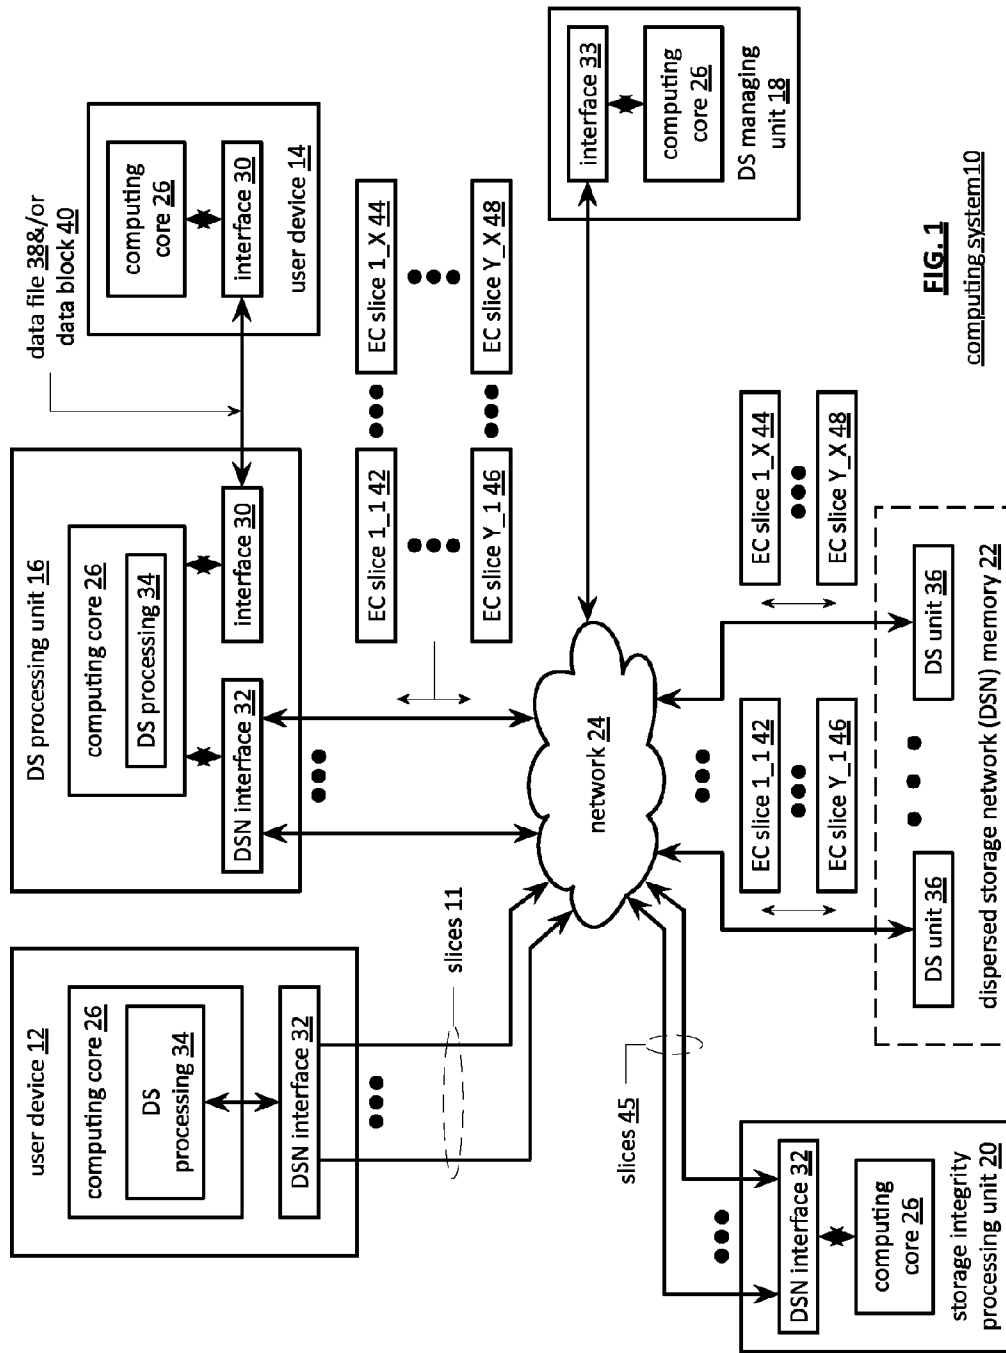 user device 12
computing core 26
DS
processing 34
DSN interface 32
slices 11
DS processing unit 16
computing core 26
DS processing 34
DSN interface 32
interface 30
data file 38&/or
data block 40
computing
core 26
interface 30
user device 14
EC slice 1_1 42
EC slice 1_X 44
EC slice Y_1 46
EC slice Y_X 48
network 24
interface 33
computing
core 26
DS managing
unit 18
slices 45
DSN interface 32
computing
core 26
storage integrity
processing unit 20
EC slice 1_1 42
EC slice Y_1 46
EC slice 1_X 44
EC slice Y_X 48
DS unit 36
DS unit 36
dispersed storage network (DSN) memory 22
FIG. 1
computing system10